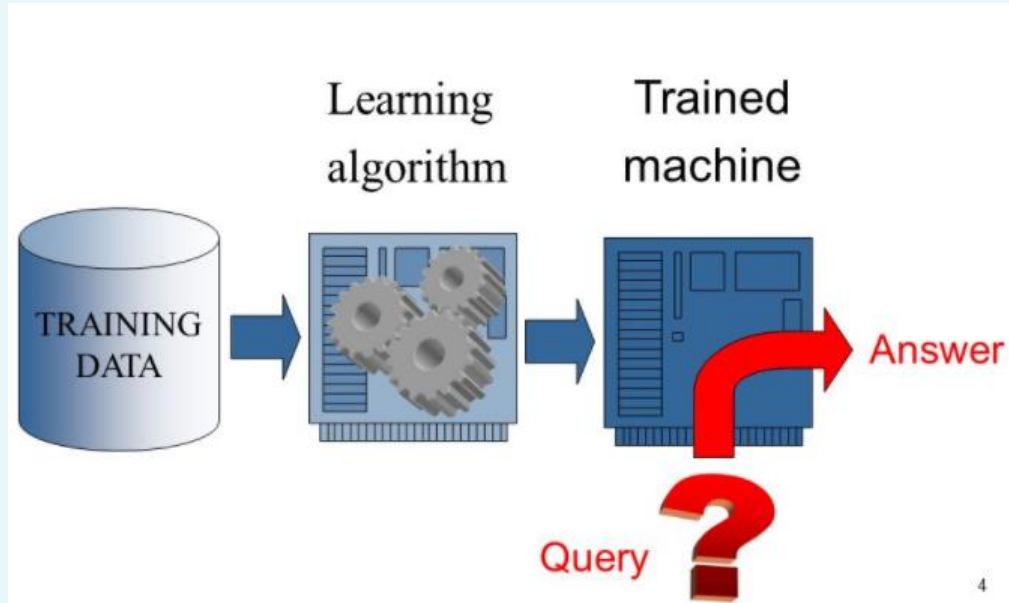 Learning
algorithm
Trained
machine
TRAINING
DATA
Answer
Query
4